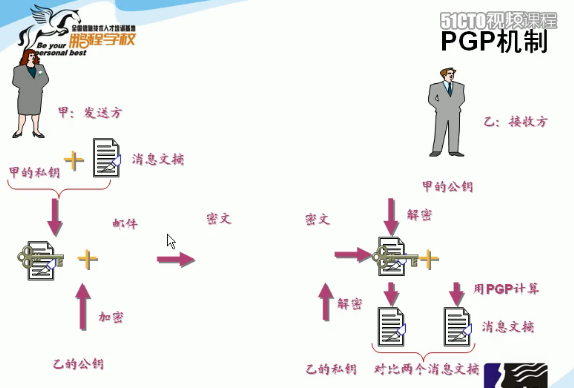 51CTO视频课程
全国信息技术人才培训基地
鹏程学校
Be your
personal best
PGP机制
甲：发送方
乙：接收方
消息文摘
甲的私钥
甲的公钥
邮件
密文
密文
解密
加密
解密
用PGP计算
消息文摘
乙的公钥
乙的私钥
对比两个消息文摘